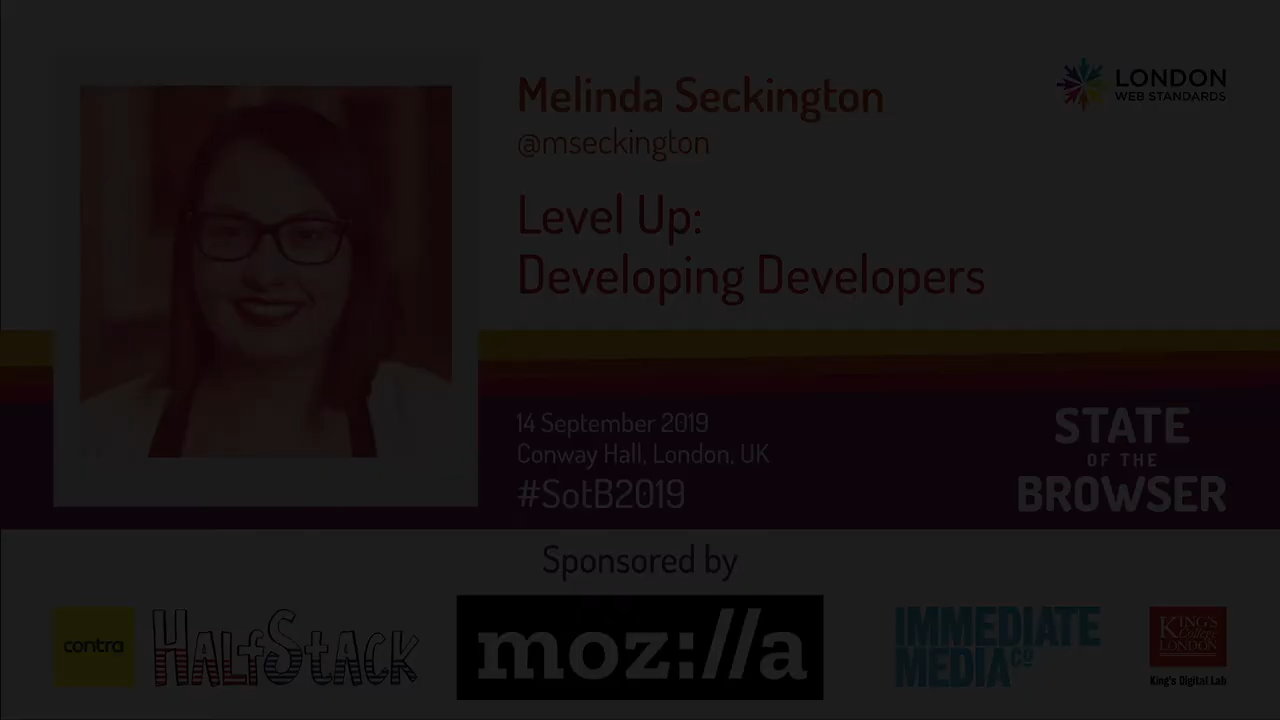 Melinda Seckington
@mseckington
LONDON
WEB STANDARDS
Level Up:
Developing Developers
14 September 2019
Conway Hall, London, UK
#SotB2019
STATE
OF THE
BROWSER
Sponsored by
contra
HALFSTACK
moz://a
IMMEDIATE
MEDIA CO
KING'S
College
LONDON
King's Digital Lab